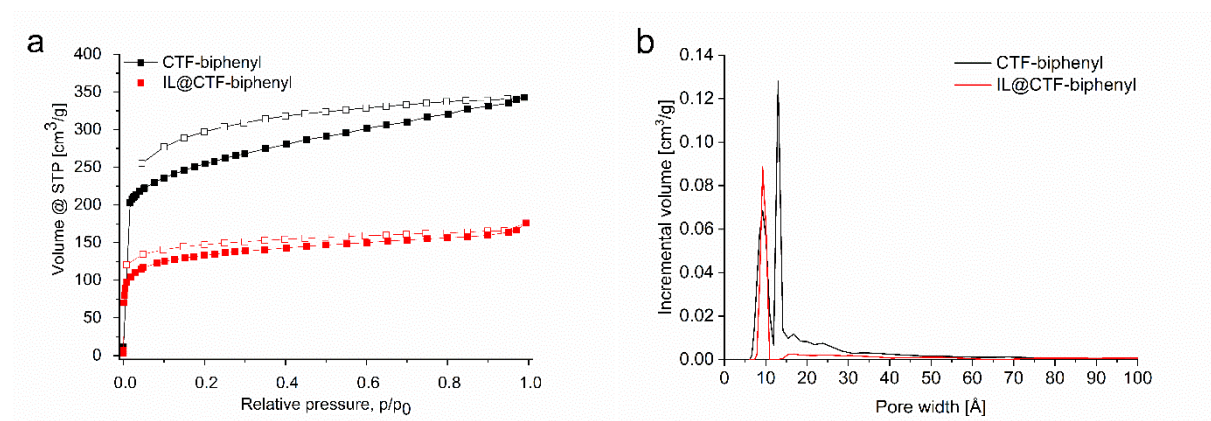 a
CTF-biphenyl
IL@CTF-biphenyl
Volume @ STP [cm³/g]
400
350
300
250
200
150
100
50
0
0.0 0.2 0.4 0.6 0.8 1.0
Relative pressure, p/p₀
b
CTF-biphenyl
IL@CTF-biphenyl
Incremental volume [cm³/g]
0.14
0.12
0.10
0.08
0.06
0.04
0.02
0.00
0 10 20 30 40 50 60 70 80 90 100
Pore width [Å]